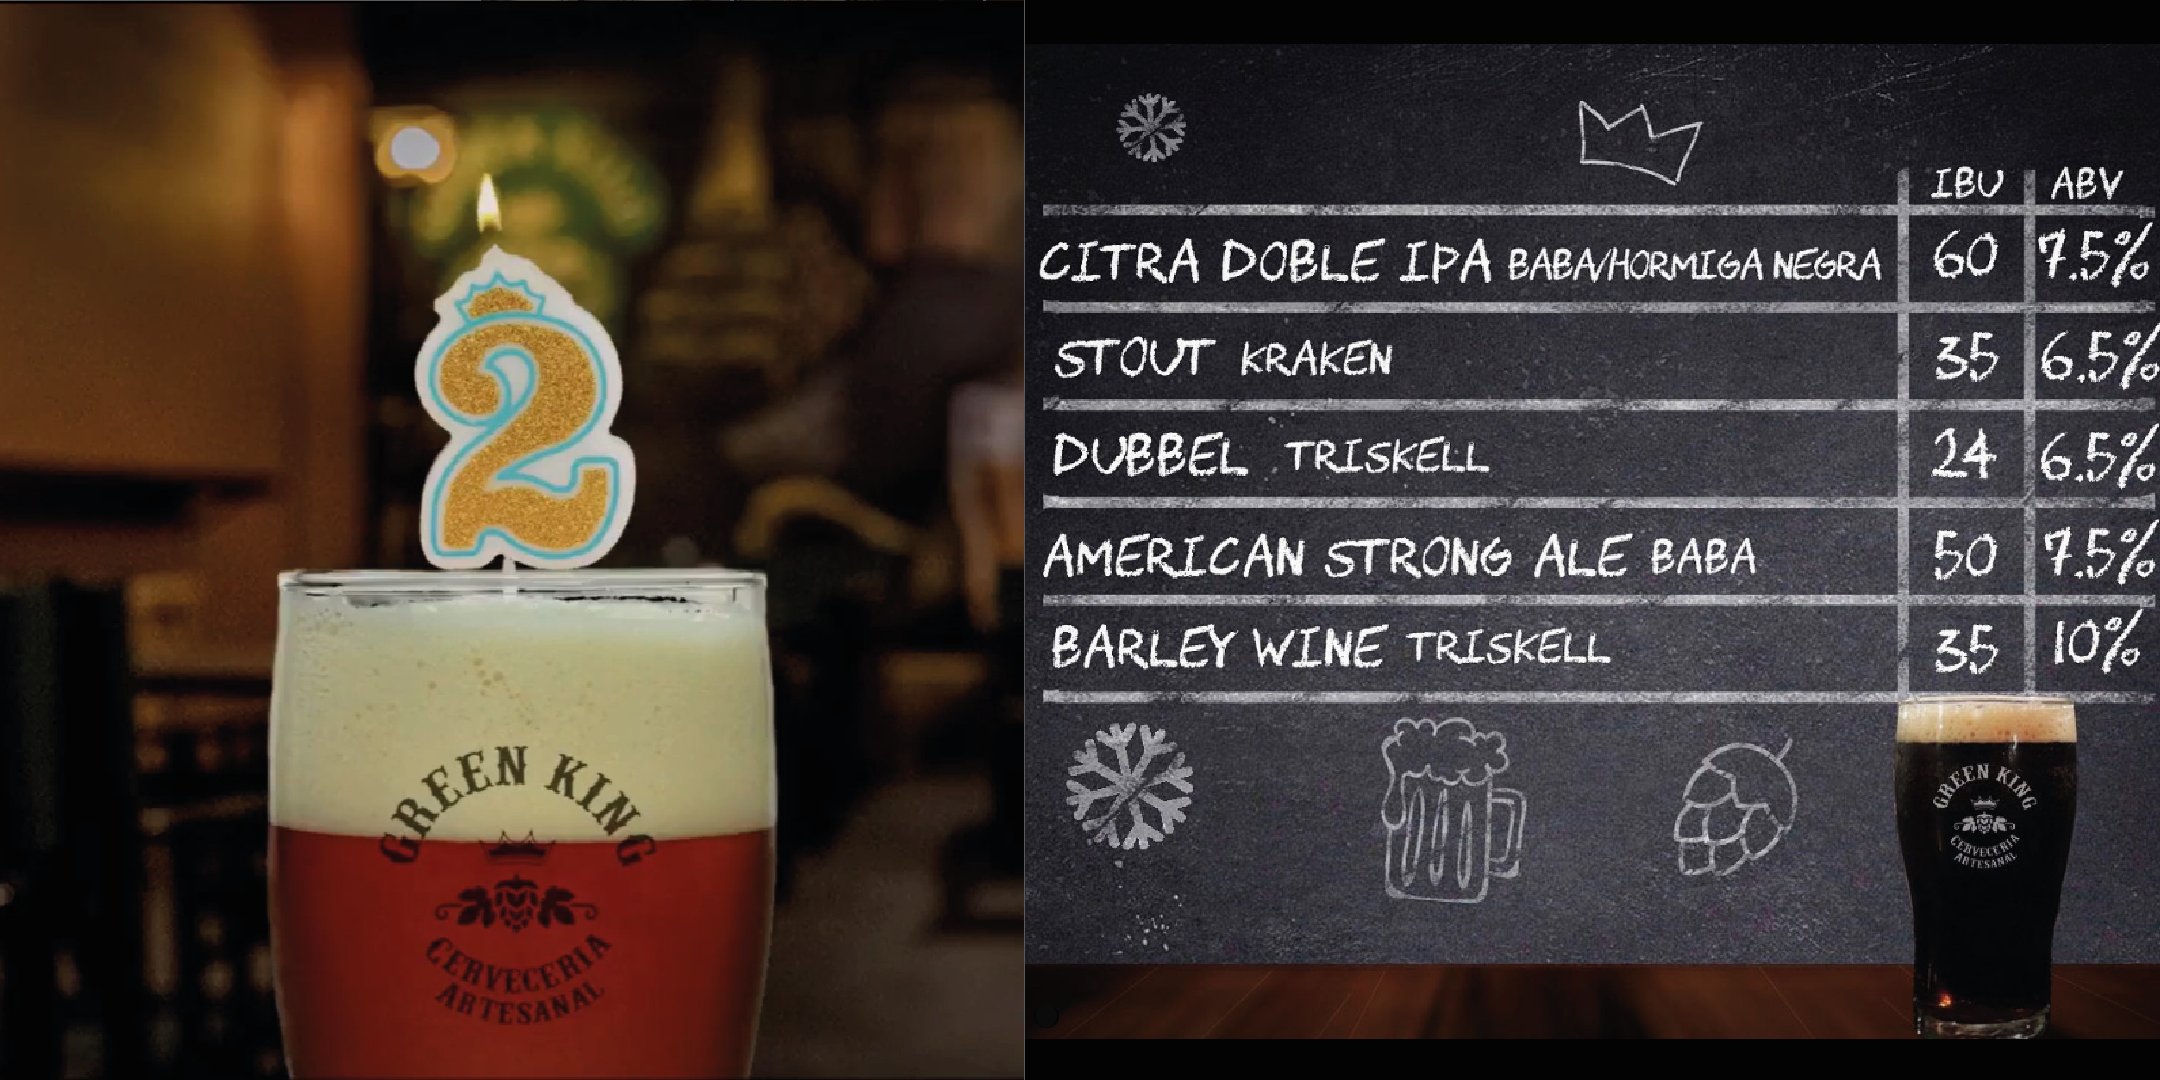 2
GREEN KING
CERVECERIA
ARTESANAL
IBU ABV
CITRA DOBLE IPA BABA/HORMIGA NEGRA 60 7.5%
STOUT KRAKEN 35 6.5%
DUBBEL TRISKELL 24 6.5%
AMERICAN STRONG ALE BABA 50 7.5%
BARLEY WINE TRISKELL 35 10%
GREEN KING
CERVECERIA
ARTESANAL